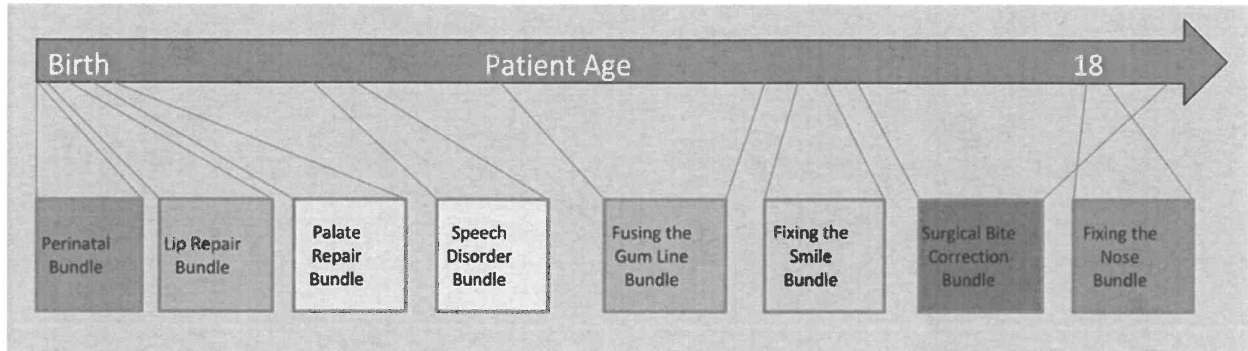 Birth Patient Age 18
Perinatal
Bundle
Lip Repair
Bundle
Palate
Repair
Bundle
Speech
Disorder
Bundle
Fusing the
Gum Line
Bundle
Fixing the
Smile
Bundle
Surgical Bite
Correction
Bundle
Fixing the
Nose
Bundle